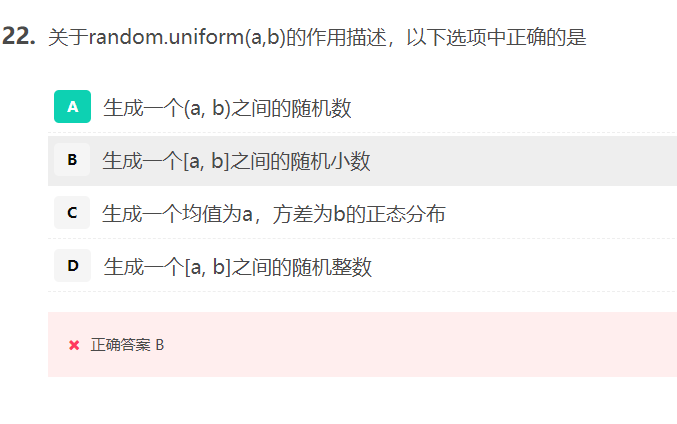 22. 关于random.uniform(a,b)的作用描述，以下选项中正确的是
A 生成一个(a, b)之间的随机数
B 生成一个[a, b]之间的随机小数
C 生成一个均值为a，方差为b的正态分布
D 生成一个[a, b]之间的随机整数
✖ 正确答案 B